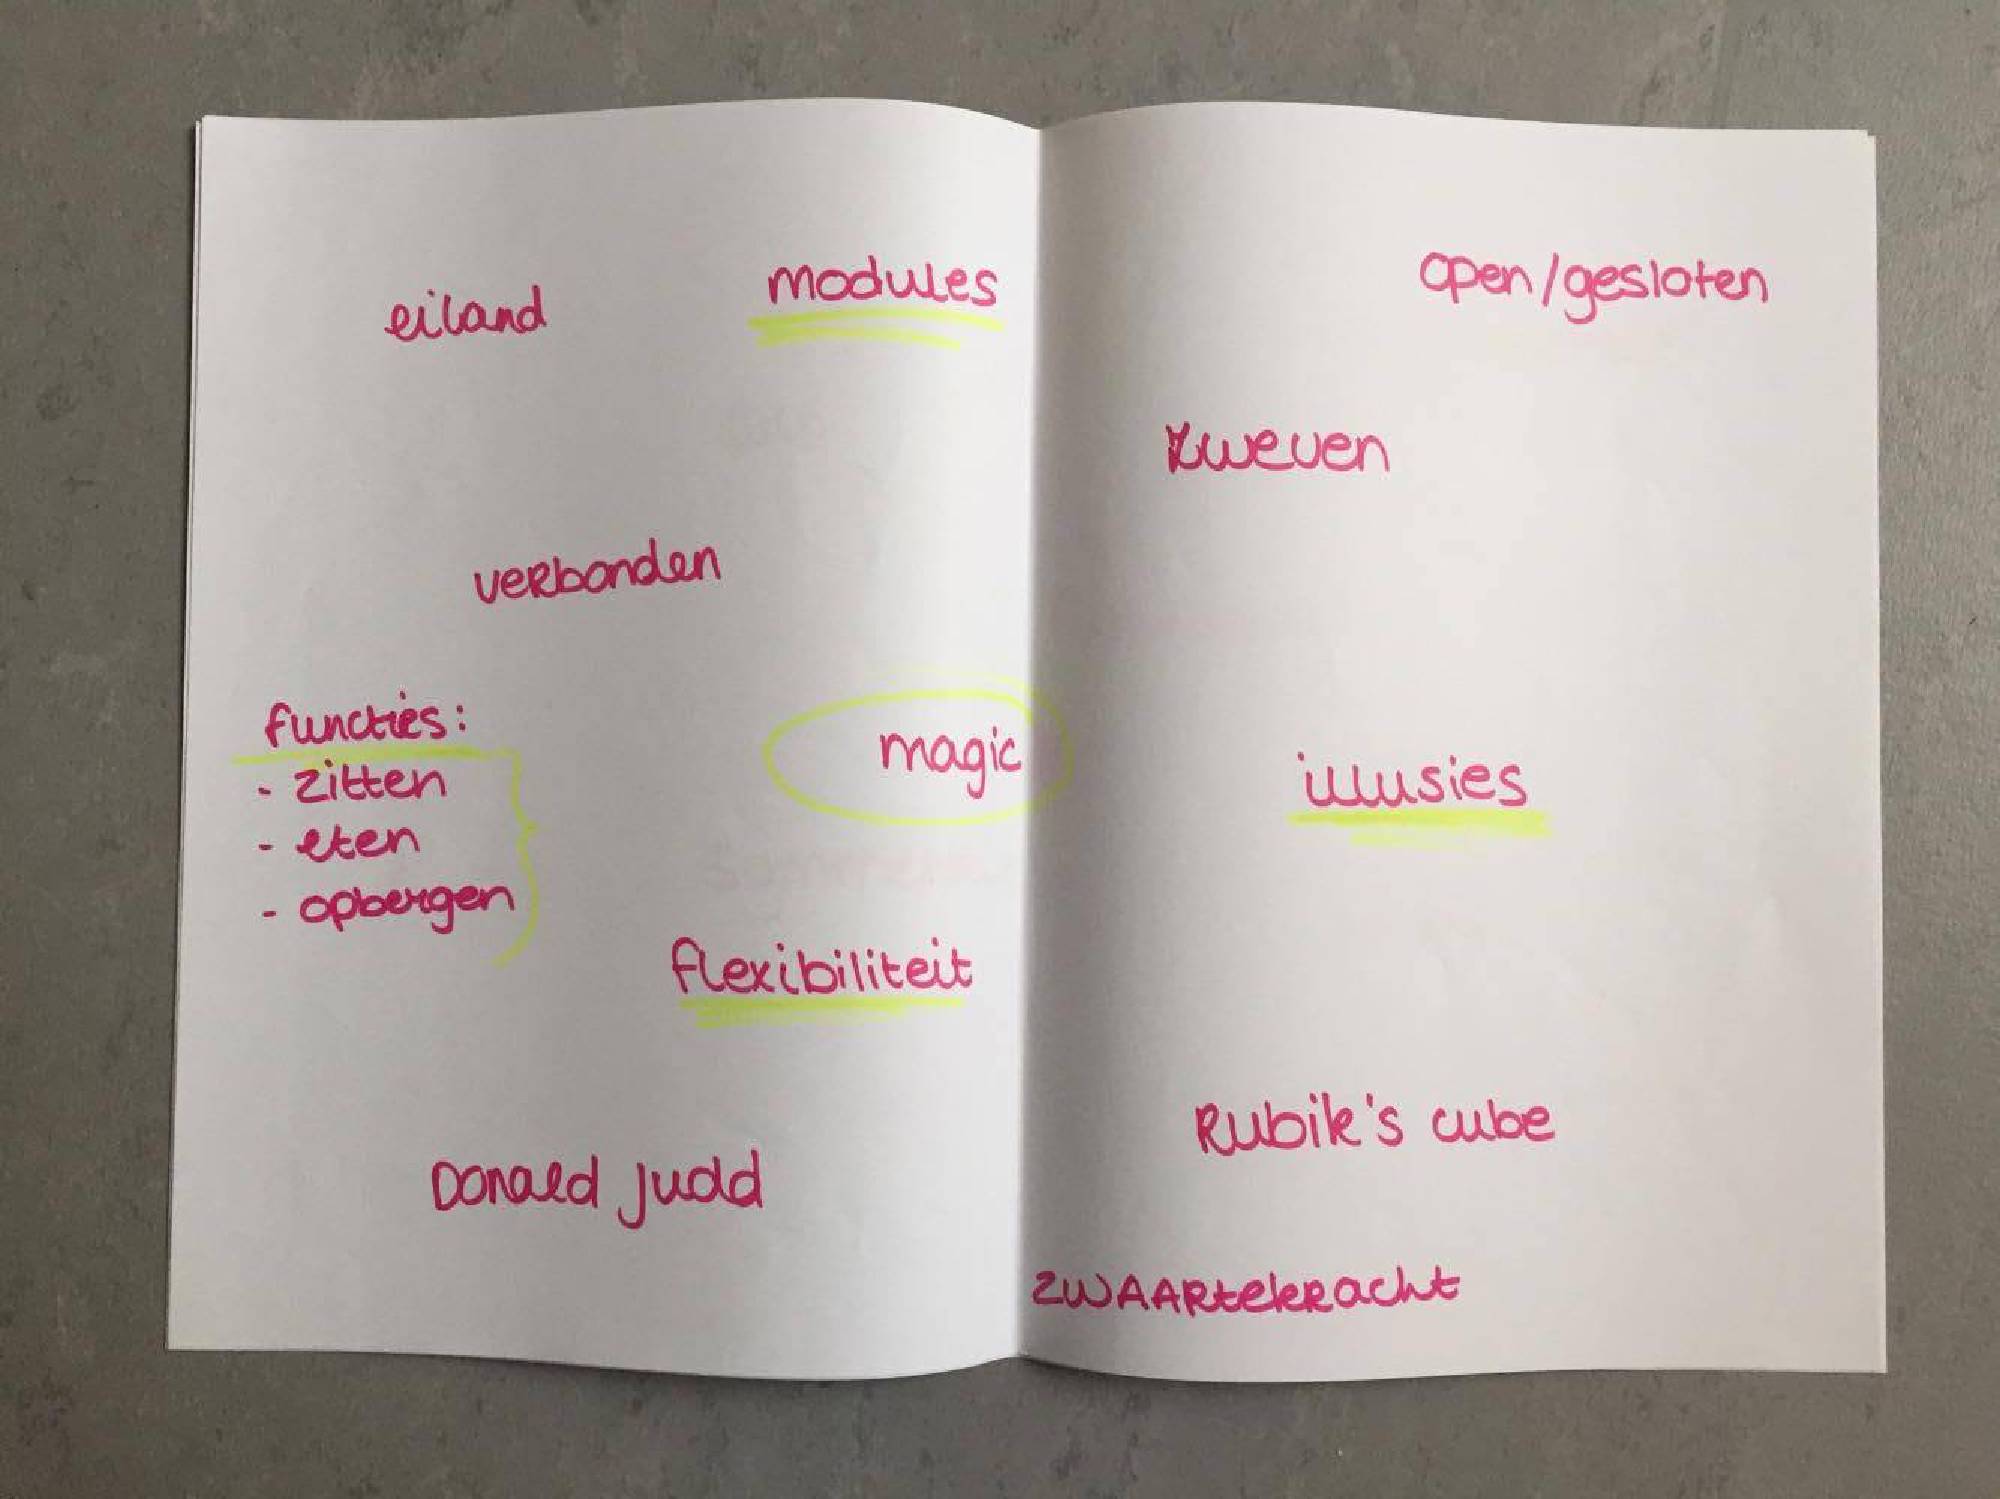 eiland
modules
verbonden
functies:
- zitten
- eten
- opbergen
magic
flexibiliteit
Donald Judd
open/gesloten
zweven
illusies
Rubik's cube
ZWAARtekRacht